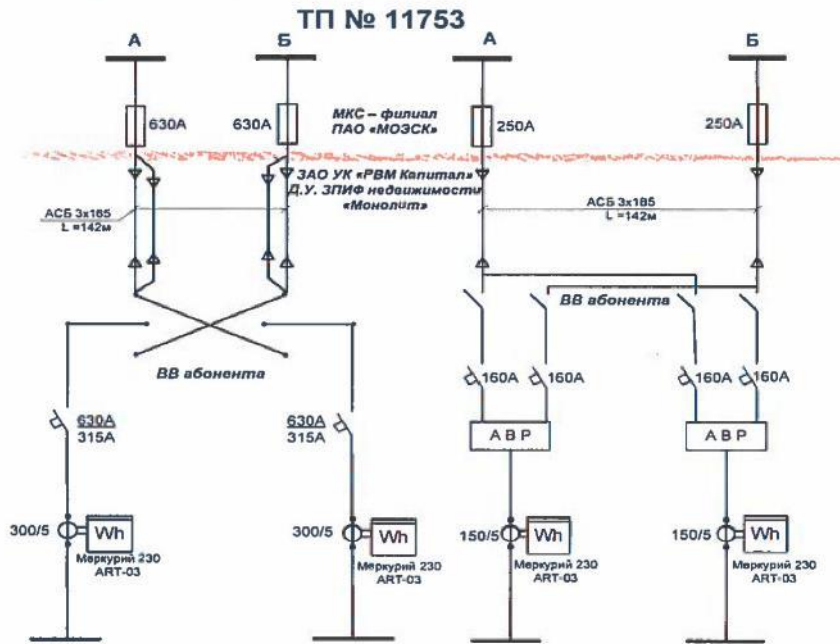 ТП № 11753
А
Б
А
Б
630А
630А
МКС – филиал
ПАО «МОЭСК»
250А
250А
ЗАО УК «РВМ Капитал»
Д.У. ЗПИФ недвижимости
«Монолит»
АСБ 3х185
L =142м
АСБ 3х185
L =142м
ВВ абонента
ВВ абонента
160А
160А
160А
160А
630А
315А
630А
315А
А В Р
А В Р
300/5
Wh
Меркурий 230
ART-03
300/5
Wh
Меркурий 230
ART-03
150/5
Wh
Меркурий 230
ART-03
150/5
Wh
Меркурий 230
ART-03